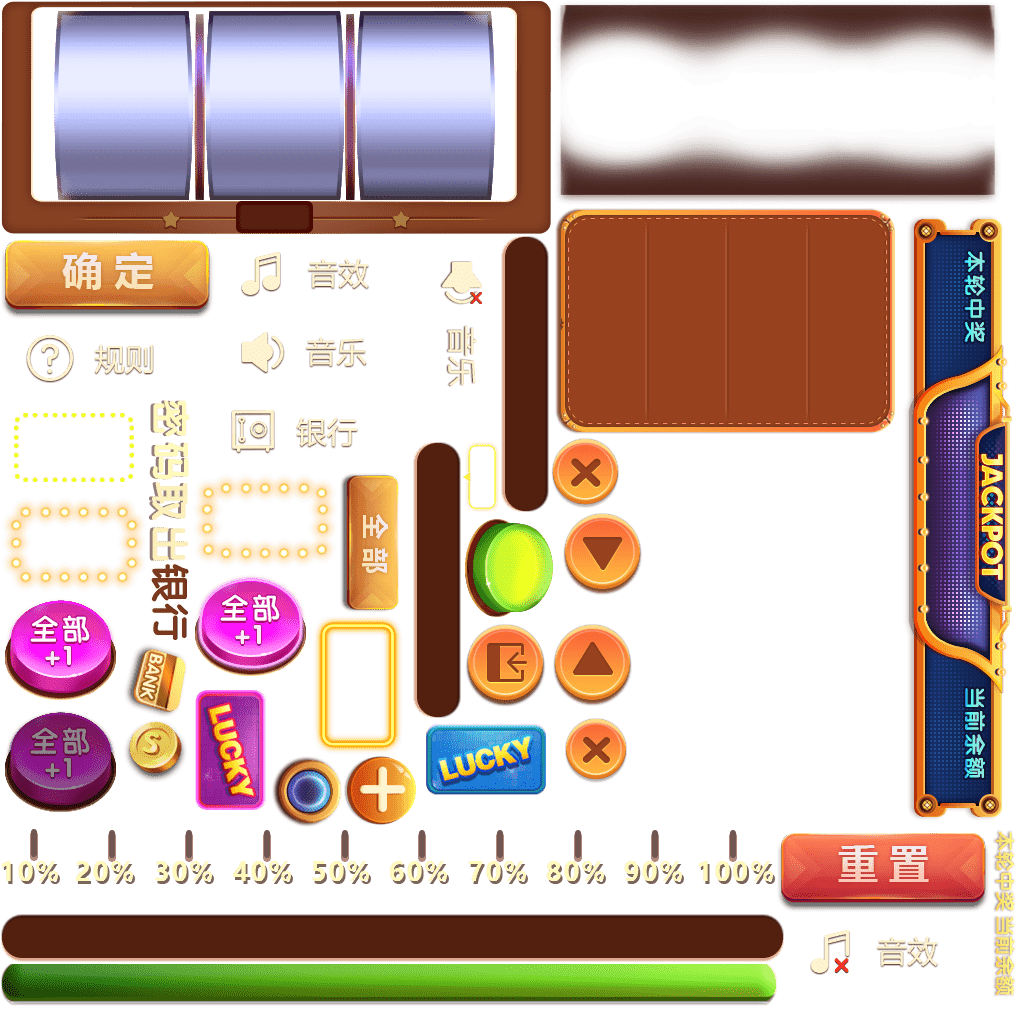 确定
音效
规则
音乐
音乐
银行
密码取出
银行
全部
全部
+1
全部
+1
全部
+1
BANK
LUCKY
LUCKY
本轮中奖
JACKPOT
当前余额
10% 20% 30% 40% 50% 60% 70% 80% 90% 100%
重置
音效
本轮中奖
当前余额